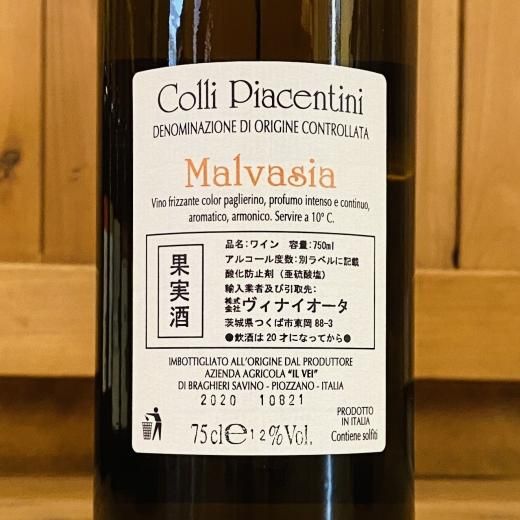 Colli Piacentini
DENOMINAZIONE DI ORIGINE CONTROLLATA
Malvasia
Vino frizzante color paglierino, profumo intenso e continuo,
aromatico, armonico. Servire a 10° C.
果実酒
品名:ワイン 容量:750ml
アルコール度数:別ラベルに記載
酸化防止剤(亜硫酸塩)
輸入業者及び引取先:
株式会社ヴィナイオータ
茨城県つくば市東岡 88-3
●飲酒は 20 才になってから●
IMBOTTIGLIATO ALL'ORIGINE DAL PRODUTTORE
AZIENDA AGRICOLA "IL VEI"
DI BRAGHIERI SAVINO - PIOZZANO - ITALIA
2020 10821
75cl e 12%Vol.
PRODOTTO
IN ITALIA
Contiene solfiti